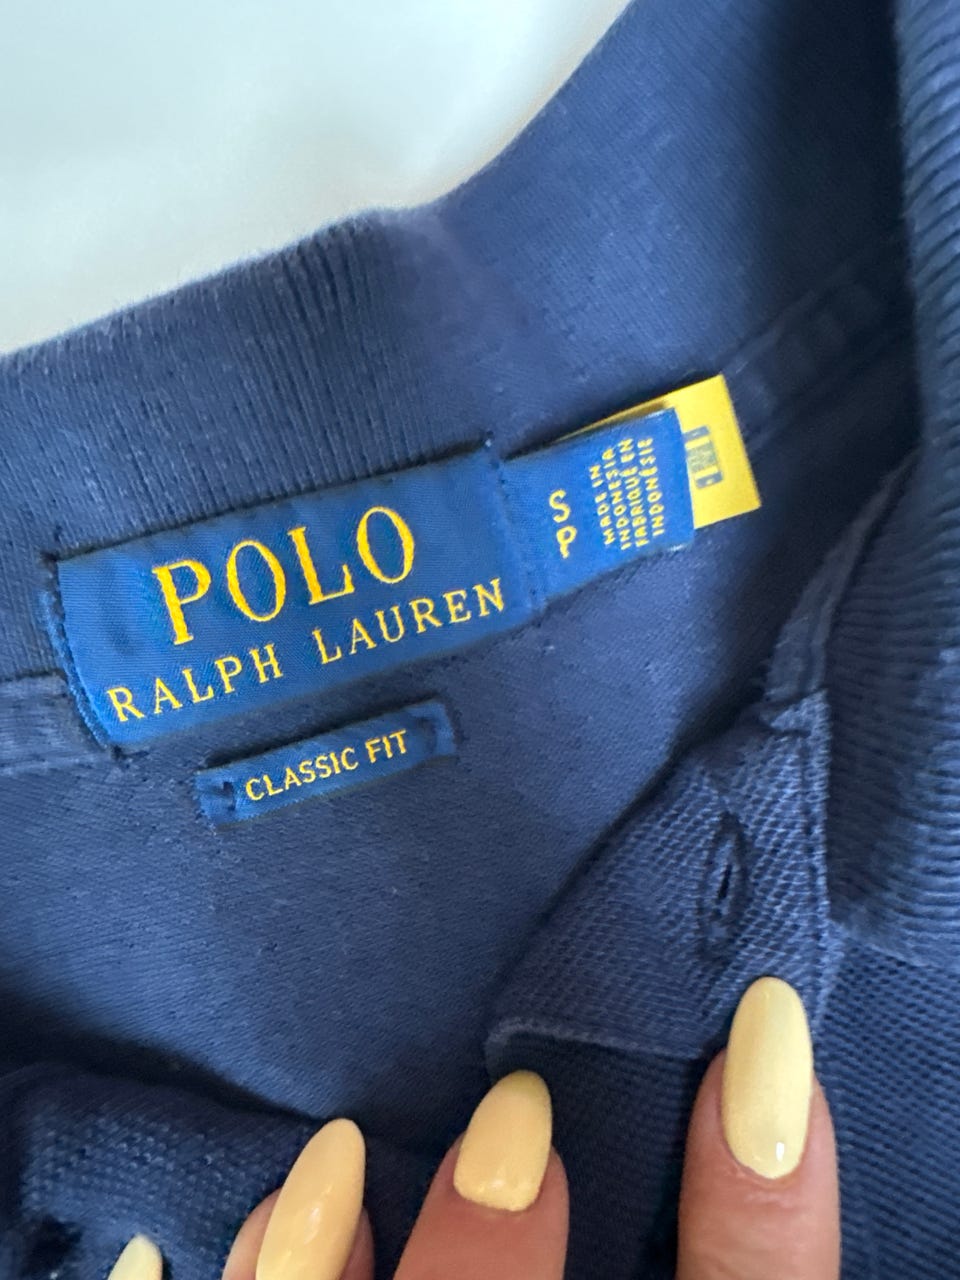 POLO
RALPH LAUREN
S
P
MADE IN
INDONESIA
FABRIQUÉ EN
INDONÉSIE
CLASSIC FIT